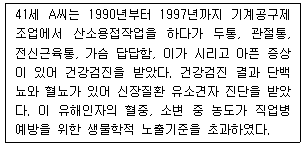 41세 A씨는 1990년부터 1997년까지 기계공구제
조업에서 산소용접작업을 하다가 두통, 관절통,
전신근육통, 가슴 답답함, 이가 시리고 아픈 증상
이 있어 건강검진을 받았다. 건강검진 결과 단백
뇨와 혈뇨가 있어 신장질환 유소견자 진단을 받았
다. 이 유해인자의 혈중, 소변 중 농도가 직업병
예방을 위한 생물학적 노출기준을 초과하였다.